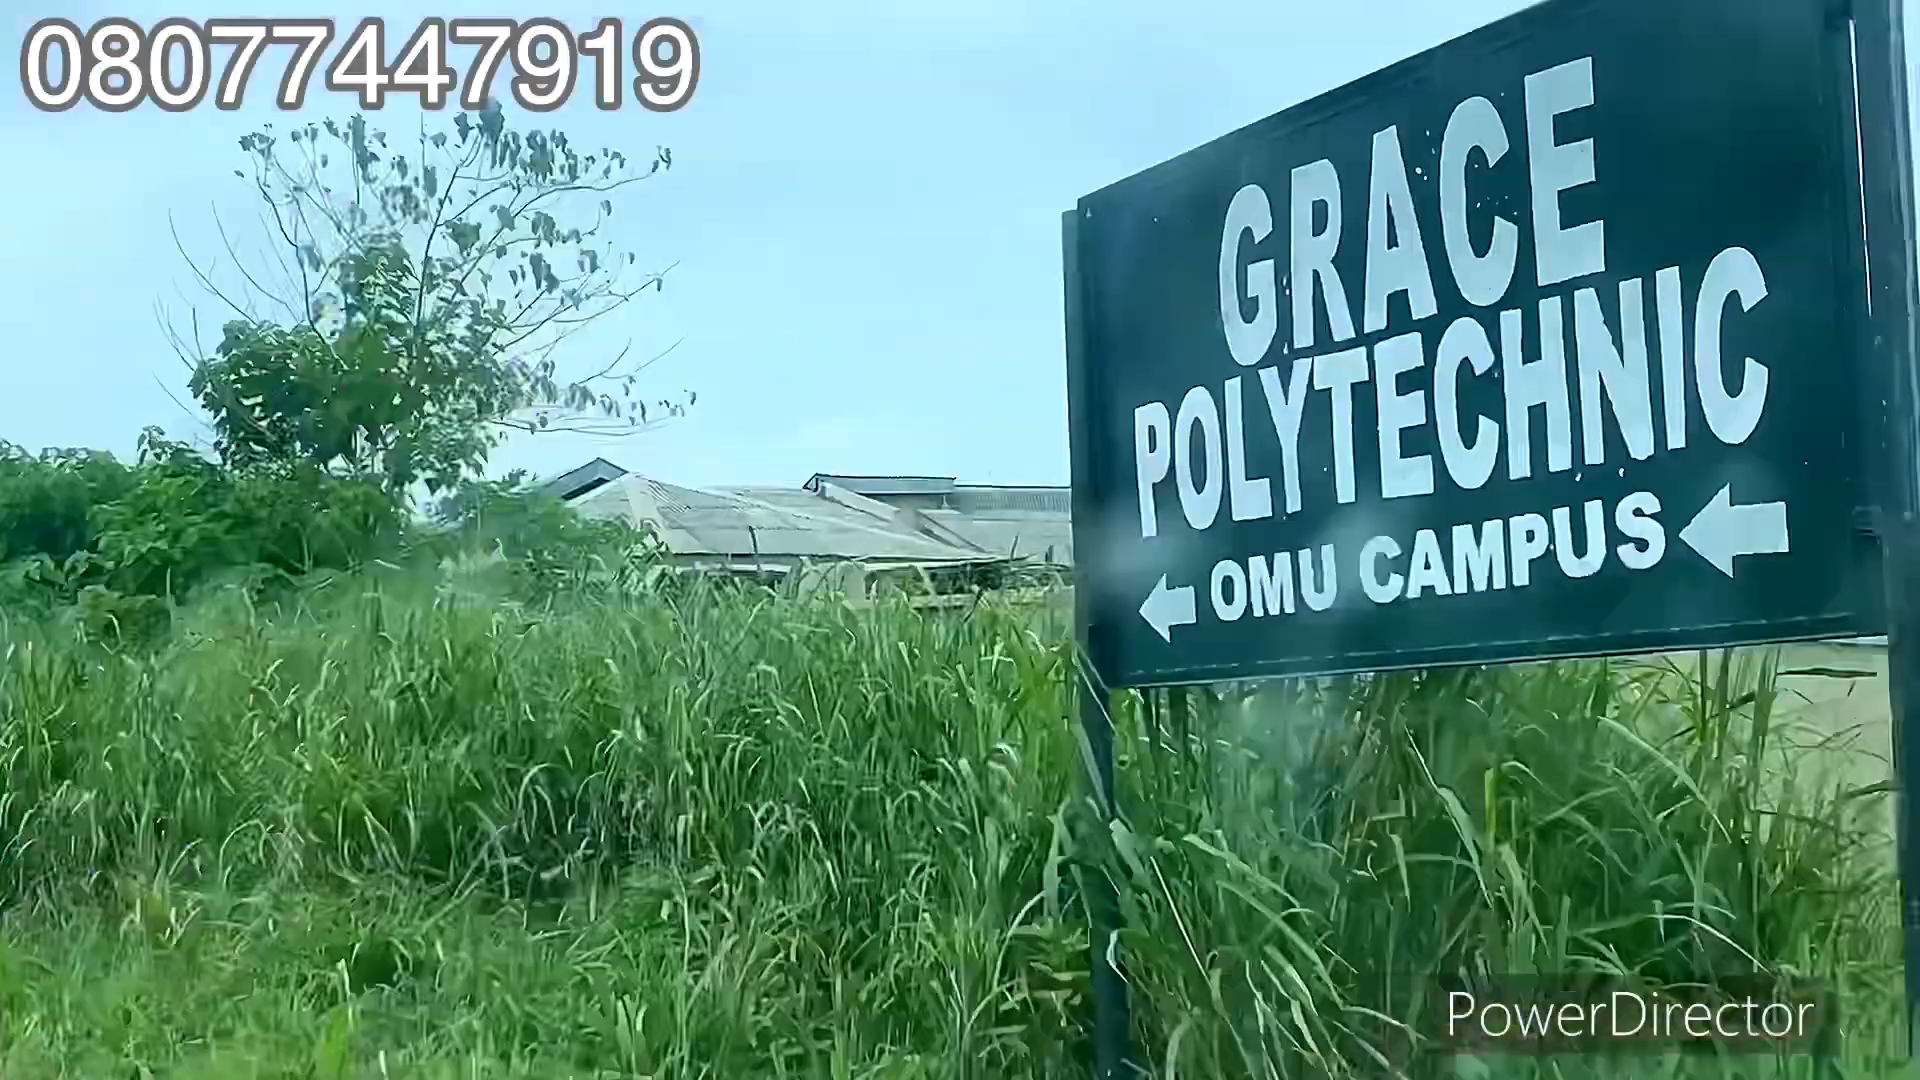 08077447919
GRACE
POLYTECHNIC
OMU CAMPUS
PowerDirector